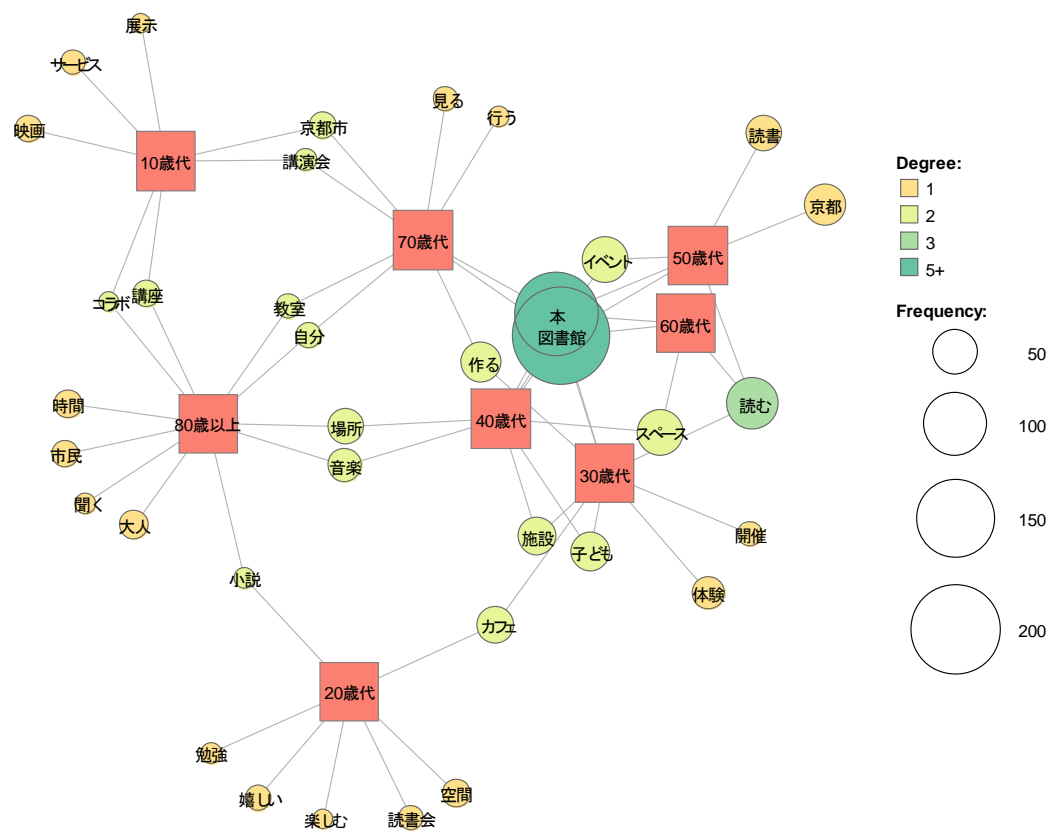 展示
サービス
映画
10歳代
京都市
講演会
見る
行う
読書
京都
70歳代
イベント
50歳代
コラボ
講座
教室
自分
本
図書館
60歳代
作る
読む
時間
市民
聞く
大人
80歳以上
場所
音楽
40歳代
スペース
30歳代
施設
子ども
開催
体験
小説
カフェ
20歳代
勉強
嬉しい
楽しむ
読書会
空間
Degree:
1
2
3
5+
Frequency:
50
100
150
200